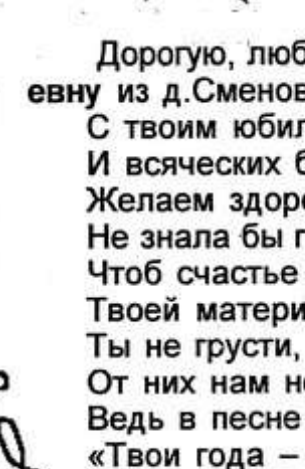 Дорогую, люб
евну из д.Сменов
С твоим юбил
И всяческих б
Желаем здоро
Не знала бы г
Чтоб счастье
Твоей матери
Ты не грусти,
От них нам не
Ведь в песне
«Твои года –